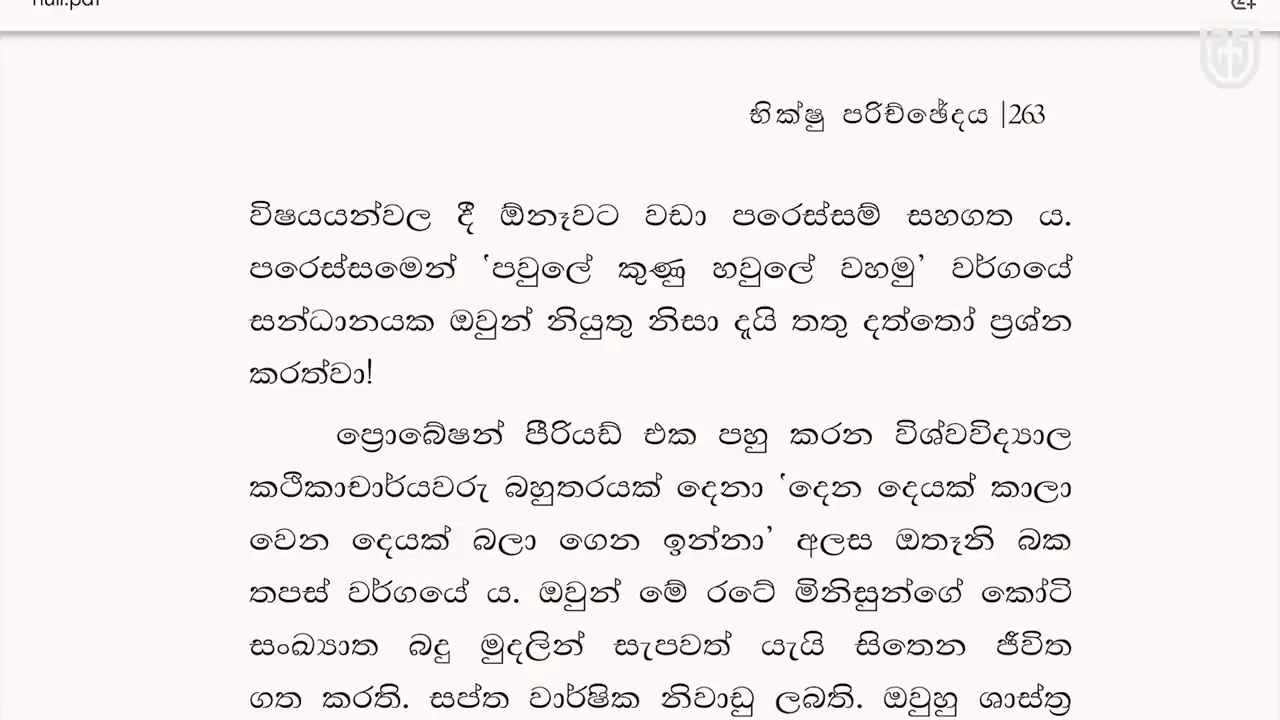 null.pdf
භික්ෂු පරිච්ඡේදය |263
විෂයයන්වල දී ඕනෑවට වඩා පරෙස්සම් සහගත ය.
පරෙස්සමෙන් ‘පවුලේ කුණු හවුලේ වහමු’ වර්ගයේ
සන්ධානයක ඔවුන් නියුතු නිසා දැයි තතු දත්තෝ ප්‍රශ්න
කරත්වා!
ප්‍රොබේෂන් පීරියඩ් එක පහු කරන විශ්වවිද්‍යාල
කථිකාචාර්යවරු බහුතරයක් දෙනා ‘දෙන දෙයක් කාලා
වෙන දෙයක් බලා ගෙන ඉන්නා’ අලස ඔතෑනි බක
තපස් වර්ගයේ ය. ඔවුන් මේ රටේ මිනිසුන්ගේ කෝටි
සංඛ්‍යාත බදු මුදලින් සැපවත් යැයි සිතෙන ජීවිත
ගත කරති. සප්ත වාර්ෂික නිවාඩු ලබති. ඔවුහු ශාස්ත්‍ර